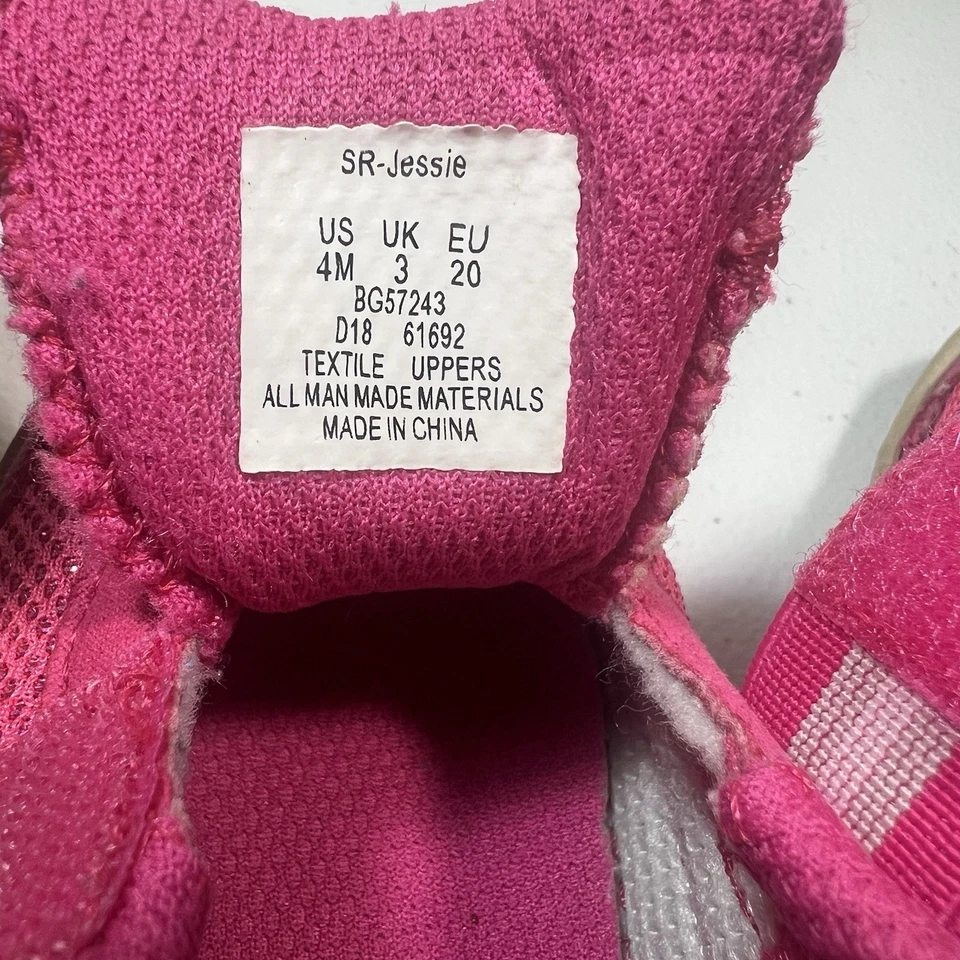 SR-Jessie
US UK EU
4M 3 20
BG57243
D18 61692
TEXTILE UPPERS
ALL MAN MADE MATERIALS
MADE IN CHINA